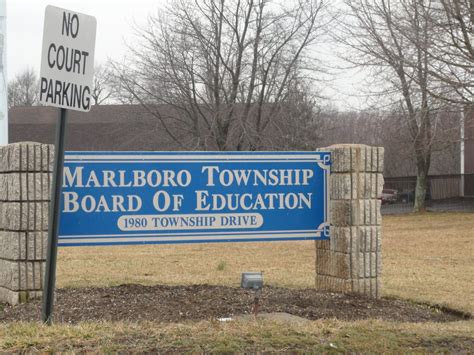 NO
COURT
PARKING
MARLBORO TOWNSHIP
BOARD OF EDUCATION
1980 TOWNSHIP DRIVE